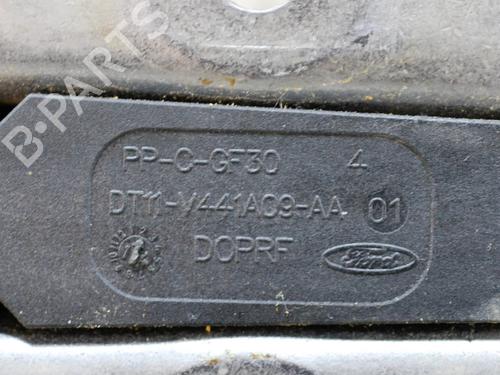 B-PARTS
PP-C-GF30 4
DT11-V441A09-AA 01
DOPRF
Ford